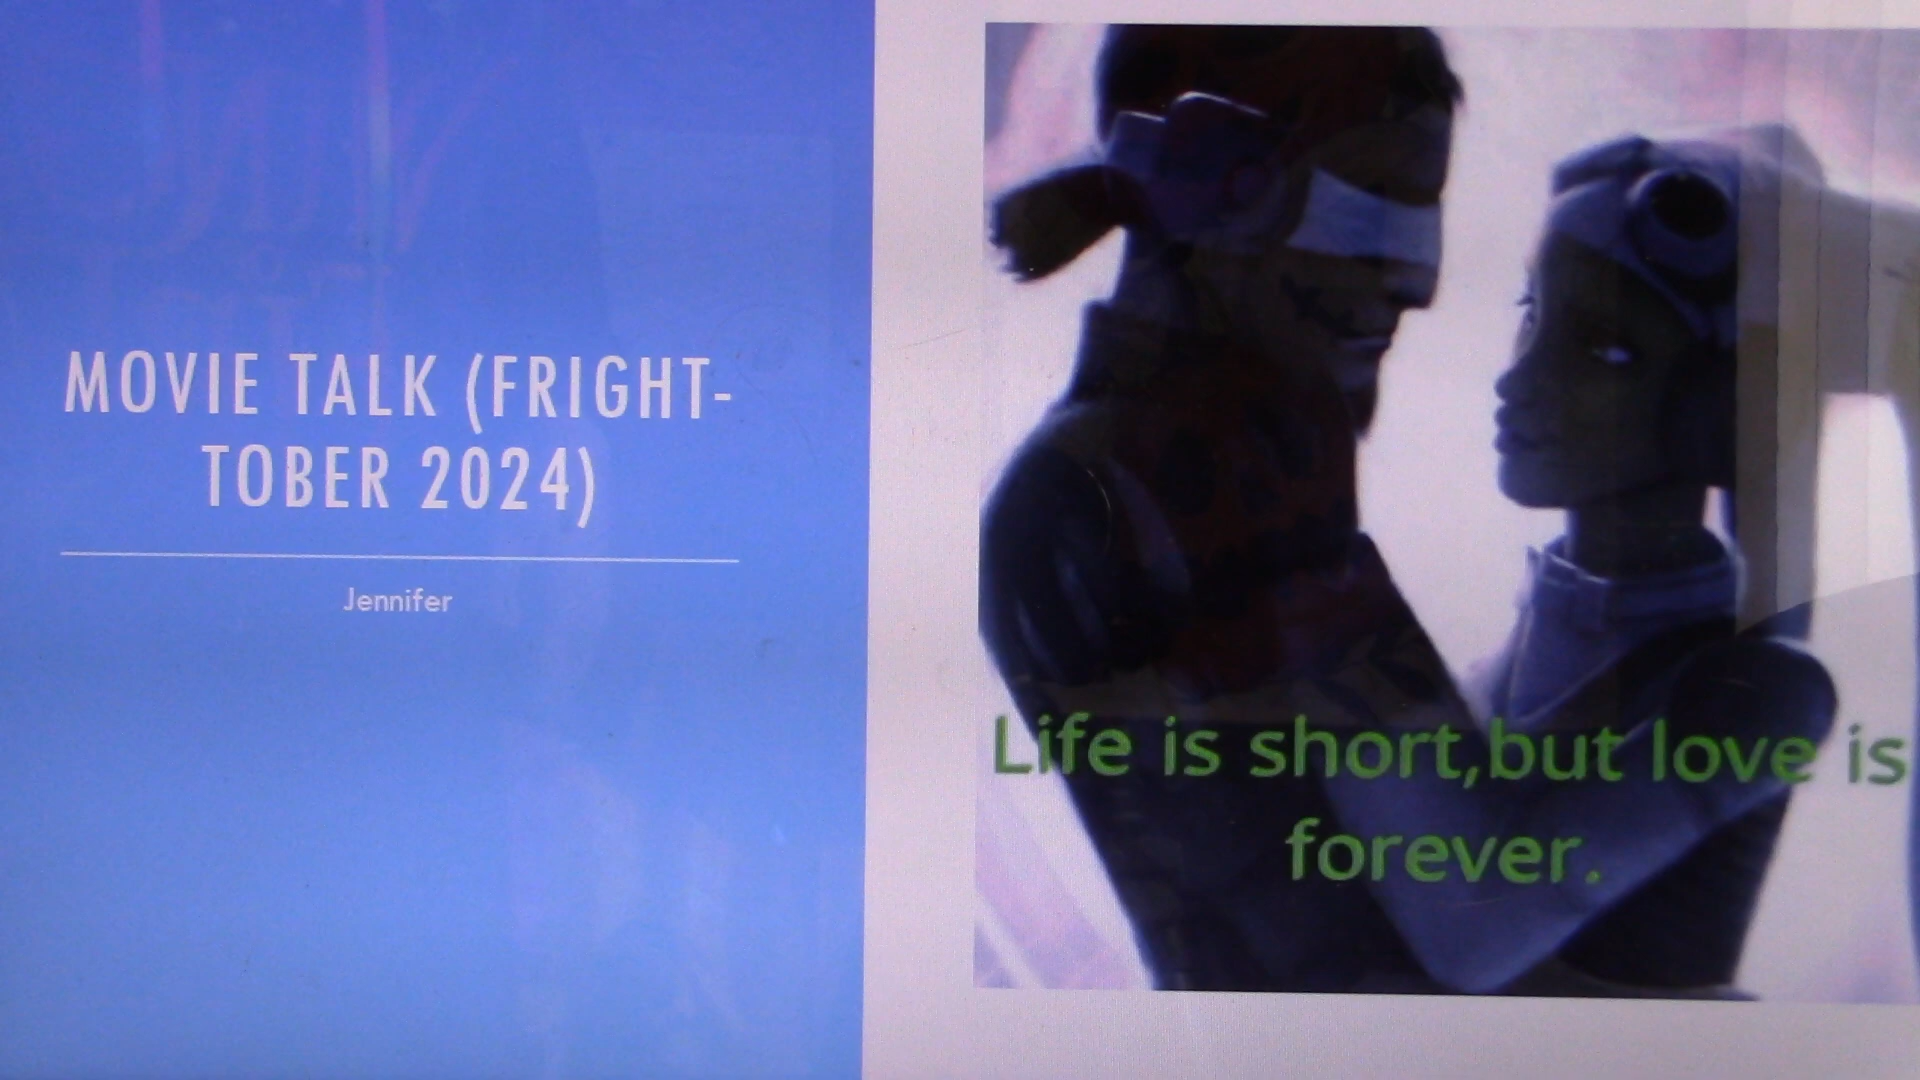 MOVIE TALK (FRIGHT-
TOBER 2024)
Jennifer
Life is short,but love is
forever.